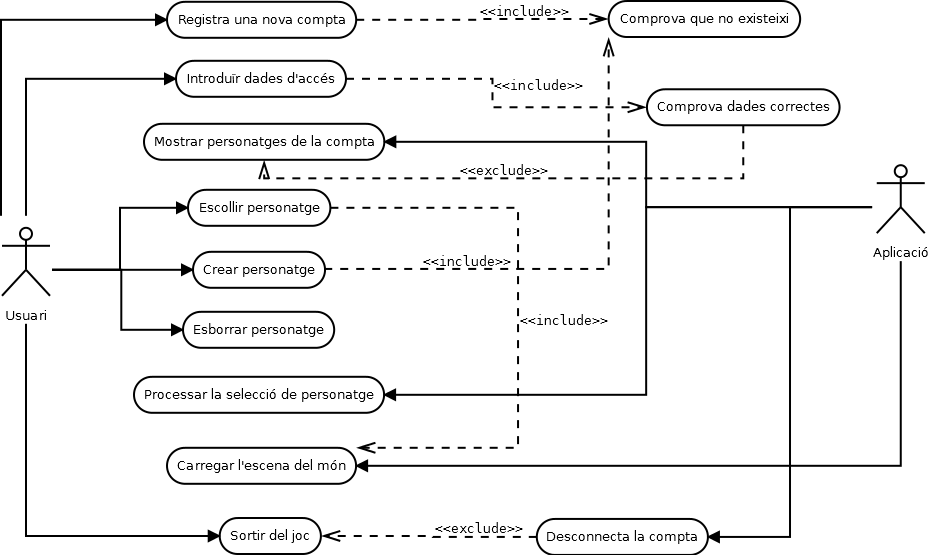 Registra una nova compta
<<include>>
Comprova que no existeixi
Introduïr dades d'accés
<<include>>
Comprova dades correctes
Mostrar personatges de la compta
<<exclude>>
Escollir personatge
Aplicació
Crear personatge
<<include>>
Usuari
<<include>>
Esborrar personatge
Processar la selecció de personatge
Carregar l'escena del món
Sortir del joc
<<exclude>>
Desconnecta la compta